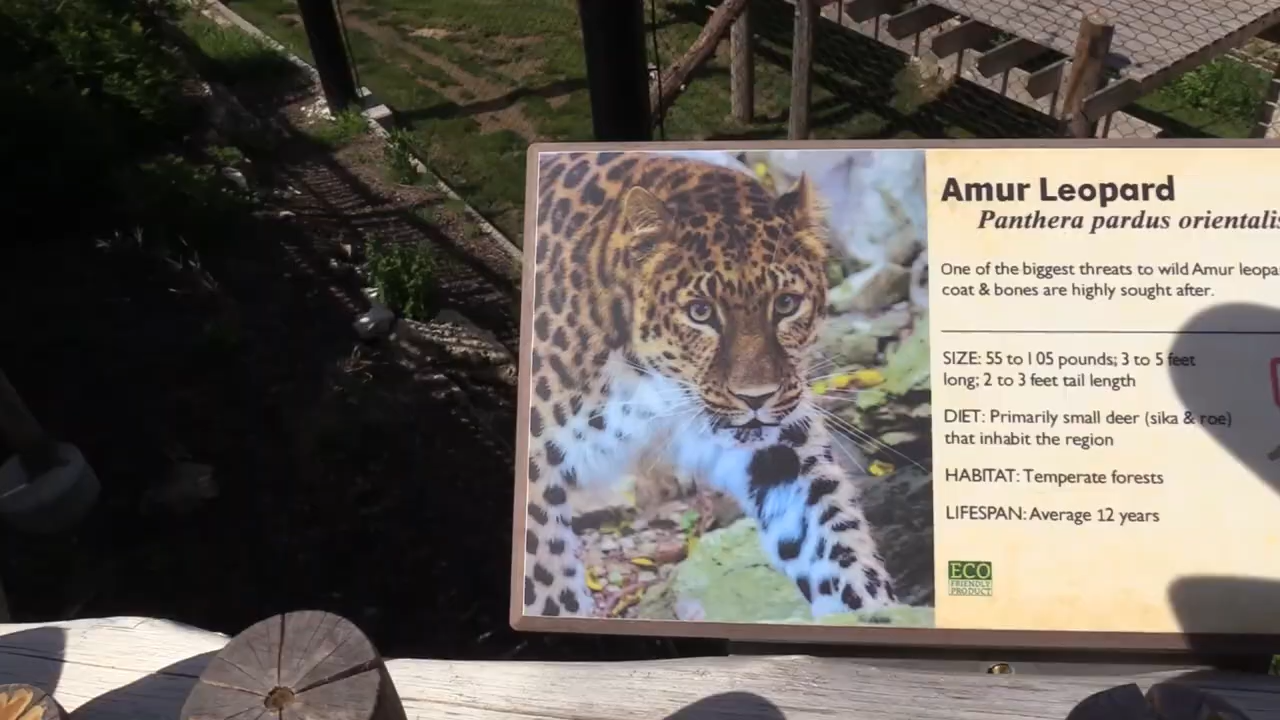 Amur Leopard
Panthera pardus orientalis
One of the biggest threats to wild Amur leopa
coat & bones are highly sought after.
SIZE: 55 to 105 pounds; 3 to 5 feet
long; 2 to 3 feet tail length
DIET: Primarily small deer (sika & roe)
that inhabit the region
HABITAT: Temperate forests
LIFESPAN: Average 12 years
ECO
FRIENDLY
PRODUCT